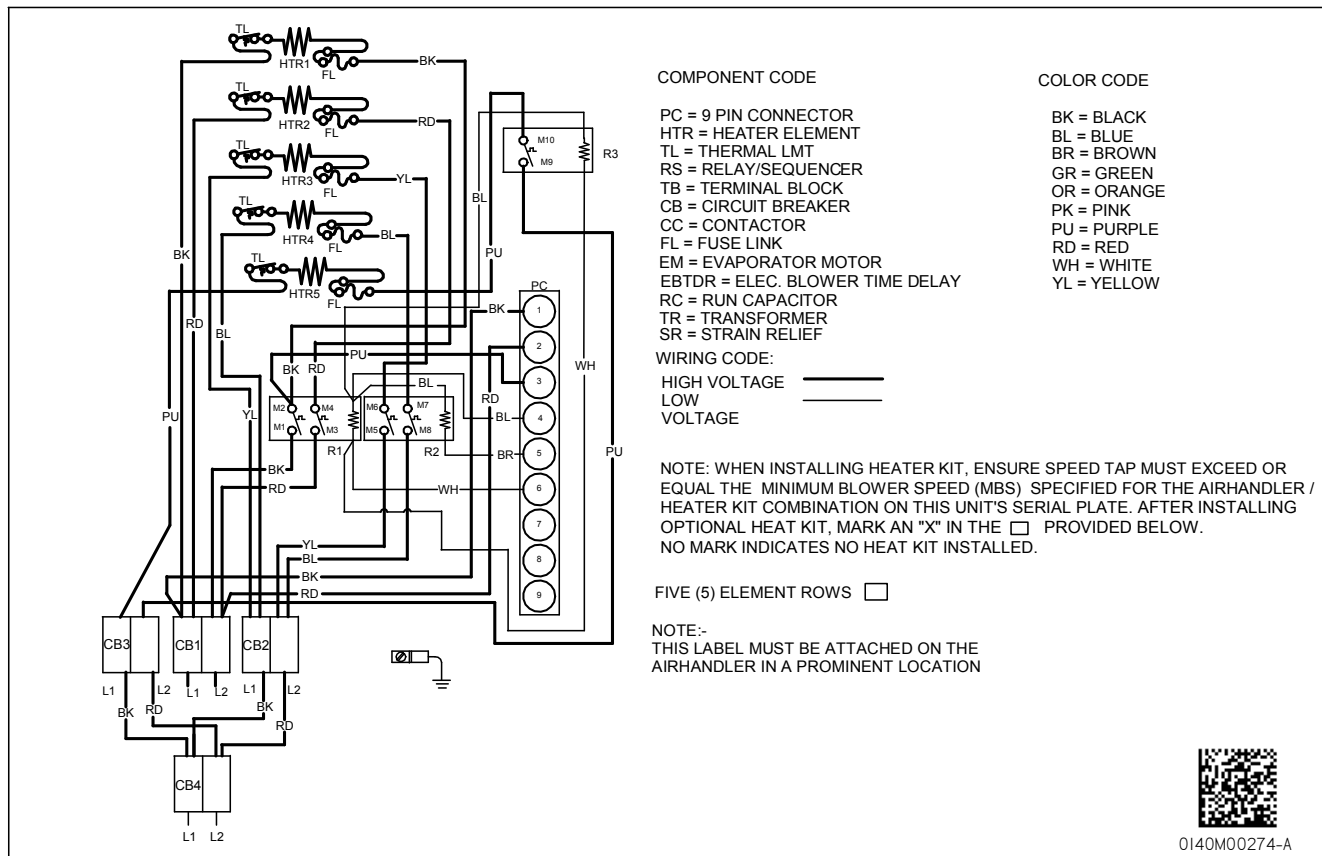 TL
HTR1
FL
BK
TL
HTR2
FL
RD
TL
HTR3
FL
YL
TL
HTR4
FL
BL
TL
HTR5
FL
M10
M9
R3
BL
PU
BK
RD
BL
PU
YL
WH
PU
PC
1
2
3
4
5
6
7
8
9
BK
RD
PU
BK
RD
BL
BL
BR
WH
M2
M4
M1
M3
R1
M6
M7
M5
M8
R2
BK
RD
YL
BL
BK
RD
CB3
CB1
CB2
L1
L2
L1
L2
L1
L2
BK
RD
BK
RD
CB4
L1
L2
COMPONENT CODE
PC = 9 PIN CONNECTOR
HTR = HEATER ELEMENT
TL = THERMAL LMT
RS = RELAY/SEQUENCER
TB = TERMINAL BLOCK
CB = CIRCUIT BREAKER
CC = CONTACTOR
FL = FUSE LINK
EM = EVAPORATOR MOTOR
EBTDR = ELEC. BLOWER TIME DELAY
RC = RUN CAPACITOR
TR = TRANSFORMER
SR = STRAIN RELIEF
COLOR CODE
BK = BLACK
BL = BLUE
BR = BROWN
GR = GREEN
OR = ORANGE
PK = PINK
PU = PURPLE
RD = RED
WH = WHITE
YL = YELLOW
WIRING CODE:
HIGH VOLTAGE
LOW
VOLTAGE
NOTE: WHEN INSTALLING HEATER KIT, ENSURE SPEED TAP MUST EXCEED OR
EQUAL THE MINIMUM BLOWER SPEED (MBS) SPECIFIED FOR THE AIRHANDLER /
HEATER KIT COMBINATION ON THIS UNIT'S SERIAL PLATE. AFTER INSTALLING
OPTIONAL HEAT KIT, MARK AN "X" IN THE □ PROVIDED BELOW.
NO MARK INDICATES NO HEAT KIT INSTALLED.
FIVE (5) ELEMENT ROWS □
NOTE:-
THIS LABEL MUST BE ATTACHED ON THE
AIRHANDLER IN A PROMINENT LOCATION
0140M00274-A